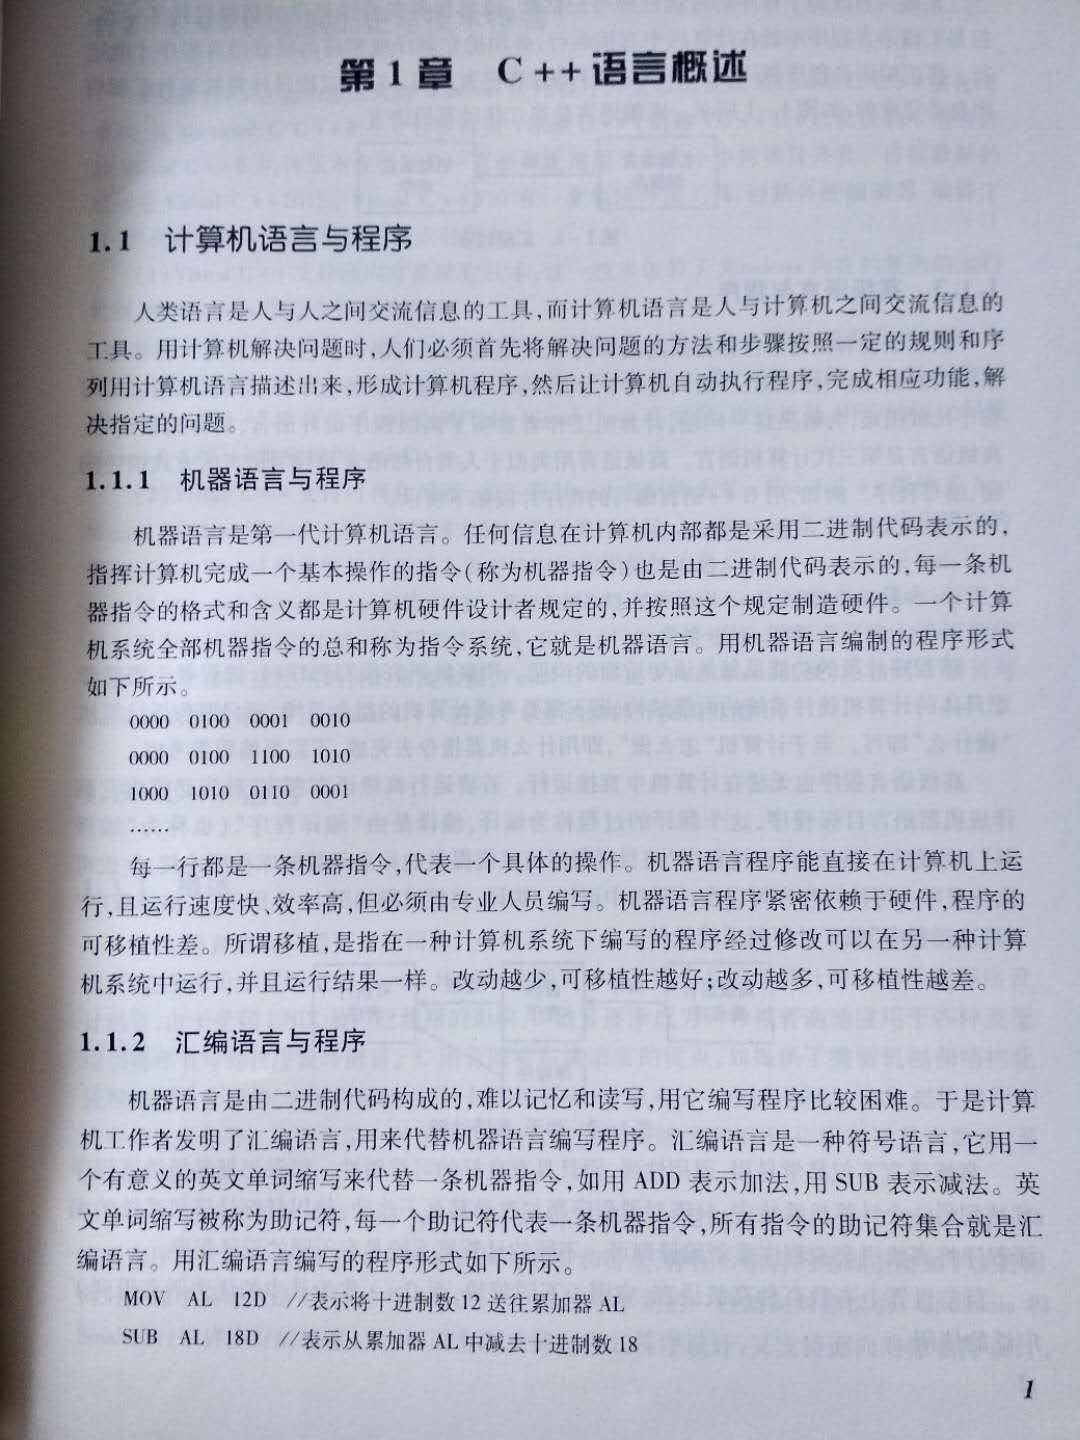 第1章 C++语言概述
1.1 计算机语言与程序
人类语言是人与人之间交流信息的工具,而计算机语言是人与计算机之间交流信息的
工具。用计算机解决问题时,人们必须首先将解决问题的方法和步骤按照一定的规则和序
列用计算机语言描述出来,形成计算机程序,然后让计算机自动执行程序,完成相应功能,解
决指定的问题。
1.1.1 机器语言与程序
机器语言是第一代计算机语言。任何信息在计算机内部都是采用二进制代码表示的,
指挥计算机完成一个基本操作的指令(称为机器指令)也是由二进制代码表示的,每一条机
器指令的格式和含义都是计算机硬件设计者规定的,并按照这个规定制造硬件。一个计算
机系统全部机器指令的总和称为指令系统,它就是机器语言。用机器语言编制的程序形式
如下所示。
0000 0100 0001 0010
0000 0100 1100 1010
1000 1010 0110 0001
……
每一行都是一条机器指令,代表一个具体的操作。机器语言程序能直接在计算机上运
行,且运行速度快、效率高,但必须由专业人员编写。机器语言程序紧密依赖于硬件,程序的
可移植性差。所谓移植,是指在一种计算机系统下编写的程序经过修改可以在另一种计算
机系统中运行,并且运行结果一样。改动越少,可移植性越好;改动越多,可移植性越差。
1.1.2 汇编语言与程序
机器语言是由二进制代码构成的,难以记忆和读写,用它编写程序比较困难。于是计算
机工作者发明了汇编语言,用来代替机器语言编写程序。汇编语言是一种符号语言,它用一
个有意义的英文单词缩写来代替一条机器指令,如用 ADD 表示加法,用 SUB 表示减法。英
文单词缩写被称为助记符,每一个助记符代表一条机器指令,所有指令的助记符集合就是汇
编语言。用汇编语言编写的程序形式如下所示。
MOV AL 12D //表示将十进制数 12 送往累加器 AL
SUB AL 18D //表示从累加器 AL 中减去十进制数 18
1